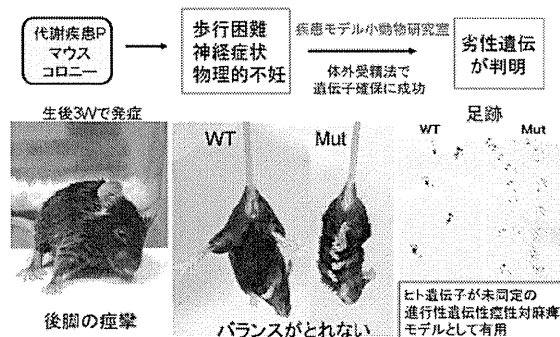 代謝疾患P
マウス
コロニー
歩行困難
神経症状
物理的不妊
疾患モデル小動物研究室
体外受精法で
遺伝子確保に成功
劣性遺伝
が判明
生後3Wで発症
足跡
WT
Mut
WT
Mut
後脚の痙攣
バランスがとれない
ヒト遺伝子が未同定の
進行性遺伝性痙性対麻痺
モデルとして有用